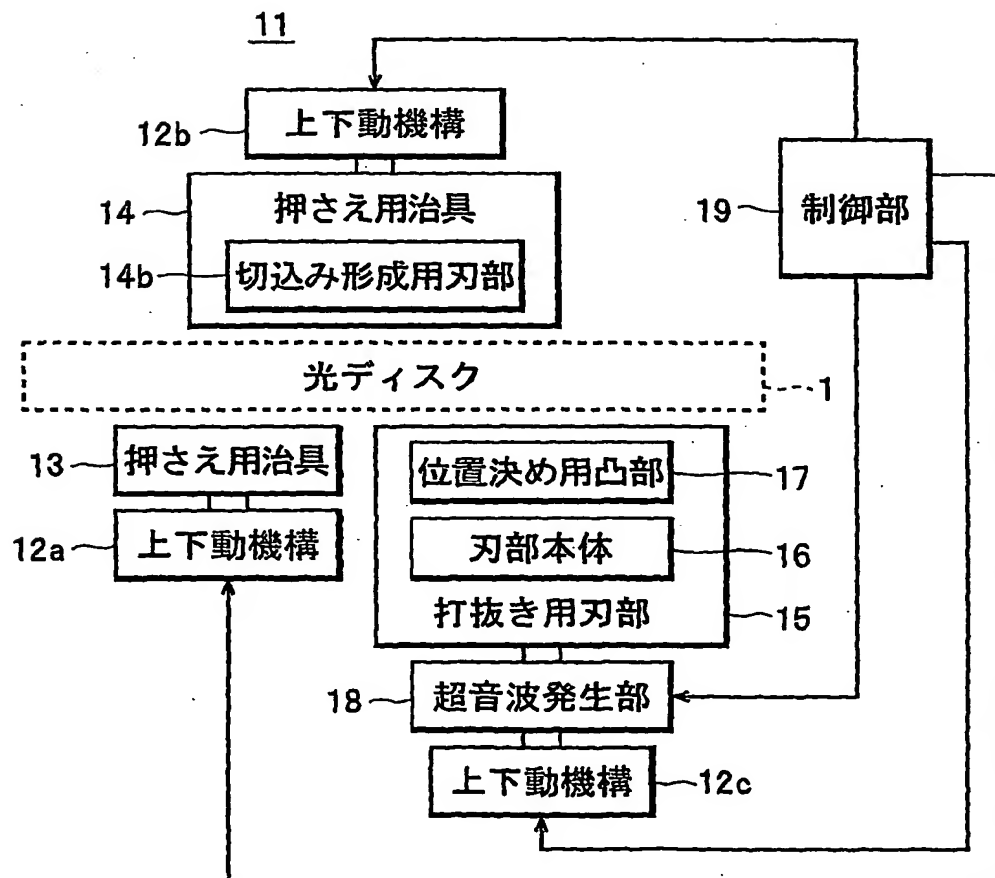 11
12b
上下動機構
14
押さえ用治具
19
制御部
14b
切込み形成用刃部
光ディスク
1
13
押さえ用治具
位置決め用凸部
17
12a
上下動機構
刃部本体
16
打抜き用刃部
15
18
超音波発生部
上下動機構
12c